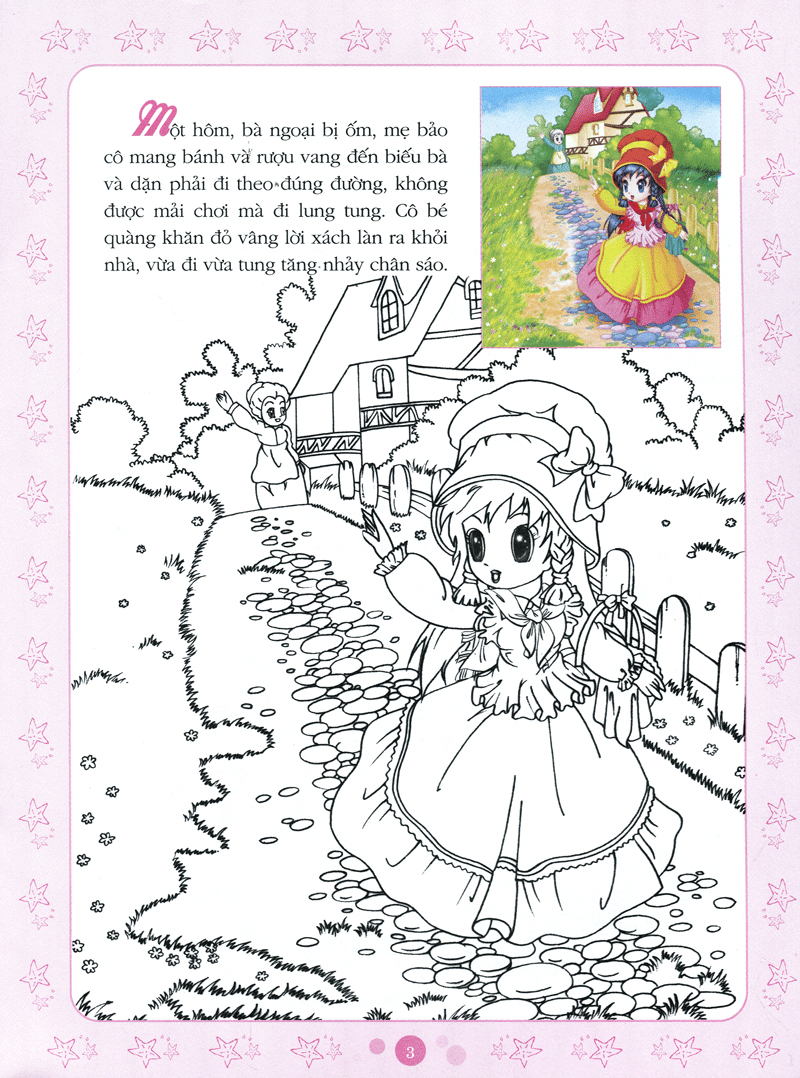 Một hôm, bà ngoại bị ốm, mẹ bảo
cô mang bánh và rượu vang đến biếu bà
và dặn phải đi theo đúng đường, không
được mải chơi mà đi lung tung. Cô bé
quàng khăn đỏ vâng lời xách làn ra khỏi
nhà, vừa đi vừa tung tăng nhảy chân sáo.
3